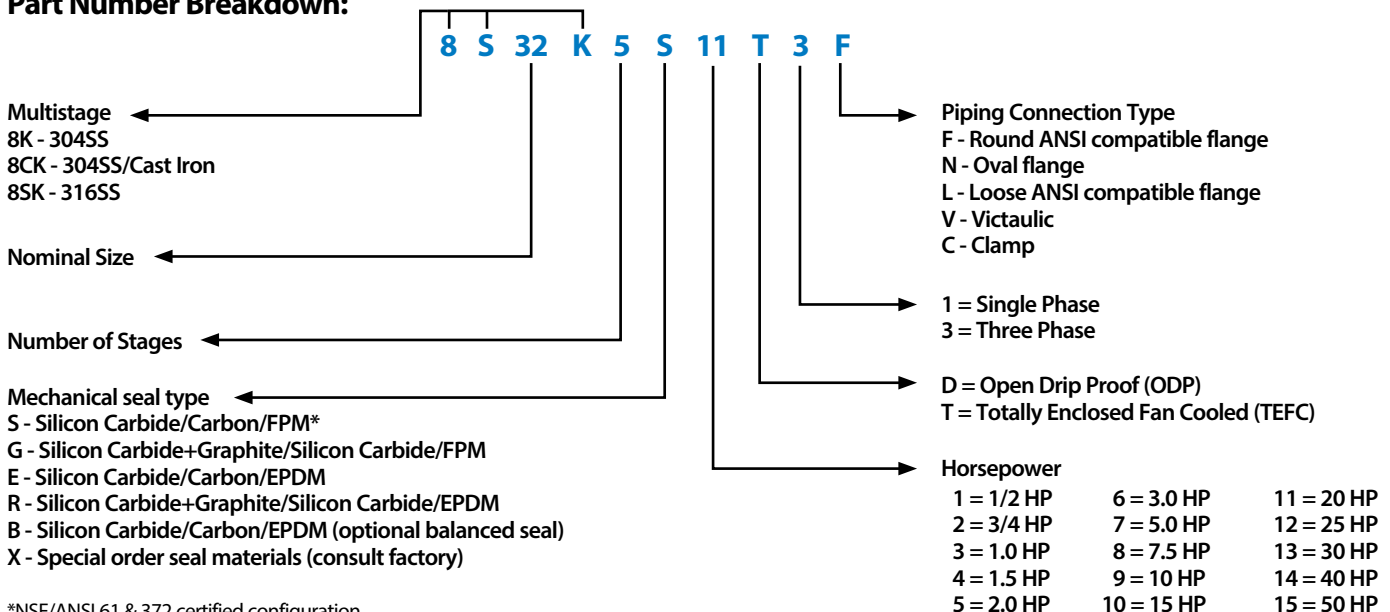 Part Number Breakdown:
8 S 32 K 5 S 11 T 3 F
Multistage
8K - 304SS
8CK - 304SS/Cast Iron
8SK - 316SS
Nominal Size
Number of Stages
Mechanical seal type
S - Silicon Carbide/Carbon/FPM*
G - Silicon Carbide+Graphite/Silicon Carbide/FPM
E - Silicon Carbide/Carbon/EPDM
R - Silicon Carbide+Graphite/Silicon Carbide/EPDM
B - Silicon Carbide/Carbon/EPDM (optional balanced seal)
X - Special order seal materials (consult factory)
*NSF/ANSI 61 & 372 certified configuration
Piping Connection Type
F - Round ANSI compatible flange
N - Oval flange
L - Loose ANSI compatible flange
V - Victaulic
C - Clamp
1 = Single Phase
3 = Three Phase
D = Open Drip Proof (ODP)
T = Totally Enclosed Fan Cooled (TEFC)
Horsepower
1 = 1/2 HP 6 = 3.0 HP 11 = 20 HP
2 = 3/4 HP 7 = 5.0 HP 12 = 25 HP
3 = 1.0 HP 8 = 7.5 HP 13 = 30 HP
4 = 1.5 HP 9 = 10 HP 14 = 40 HP
5 = 2.0 HP 10 = 15 HP 15 = 50 HP